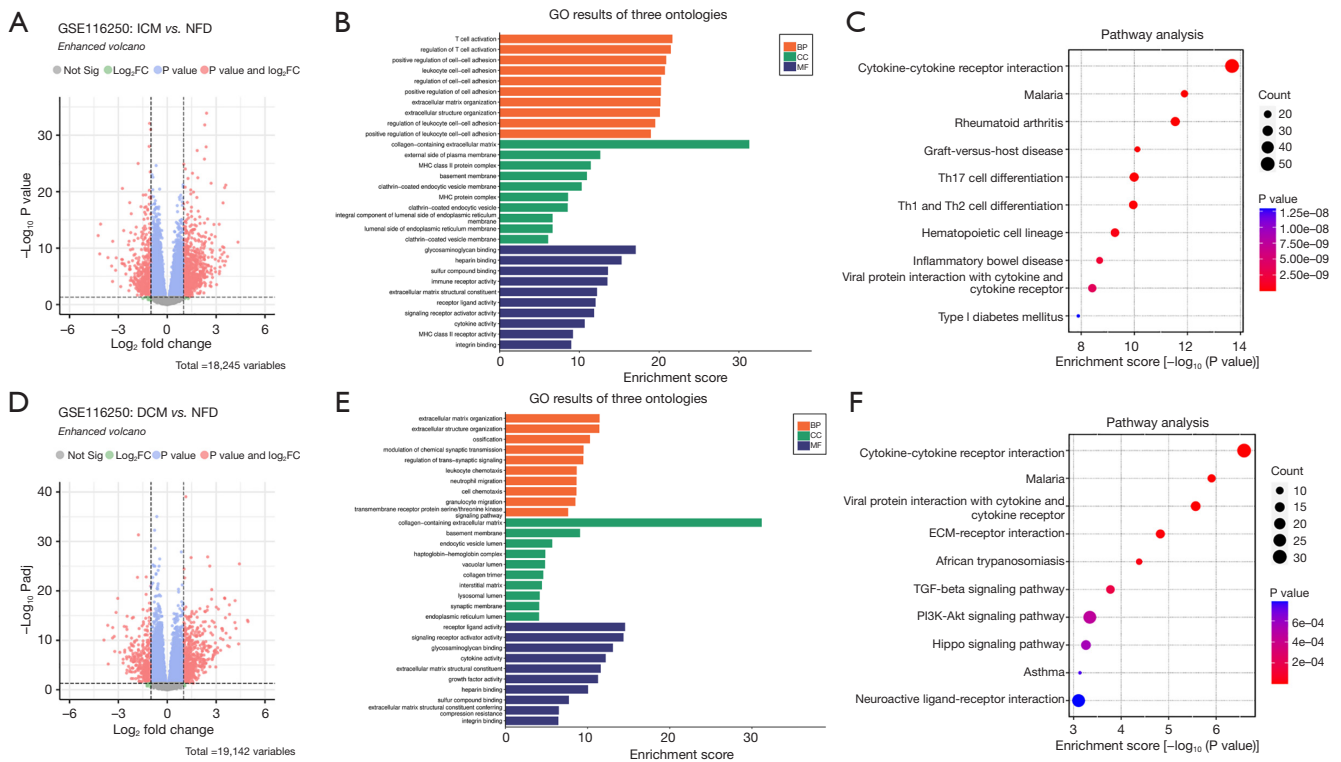 A
GSE116250: ICM vs. NFD
Enhanced volcano
Not Sig Log2FC P value P value and log2FC
30
20
10
0
−Log10 P value
−6 −3 0 3 6
Log2 fold change
Total =18,245 variables
B
GO results of three ontologies
T cell activation
regulation of T cell activation
positive regulation of cell−cell adhesion
leukocyte cell−cell adhesion
regulation of cell−cell adhesion
positive regulation of cell adhesion
extracellular matrix organization
extracellular structure organization
regulation of leukocyte cell−cell adhesion
positive regulation of leukocyte cell−cell adhesion
collagen−containing extracellular matrix
external side of plasma membrane
MHC class II protein complex
basement membrane
clathrin−coated endocytic vesicle membrane
MHC protein complex
clathrin−coated endocytic vesicle
integral component of lumenal side of endoplasmic reticulum
membrane
lumenal side of endoplasmic reticulum membrane
clathrin−coated vesicle membrane
glycosaminoglycan binding
heparin binding
sulfur compound binding
immune receptor activity
extracellular matrix structural constituent
receptor ligand activity
signaling receptor activator activity
cytokine activity
MHC class II receptor activity
integrin binding
0 10 20 30
Enrichment score
BP
CC
MF
C
Pathway analysis
Cytokine−cytokine receptor interaction
Malaria
Rheumatoid arthritis
Graft−versus−host disease
Th17 cell differentiation
Th1 and Th2 cell differentiation
Hematopoietic cell lineage
Inflammatory bowel disease
Viral protein interaction with cytokine and
cytokine receptor
Type I diabetes mellitus
8 9 10 11 12 13 14
Enrichment score [−log10 (P value)]
Count
20
30
40
50
P value
1.25e−08
1.00e−08
7.50e−09
5.00e−09
2.50e−09
D
GSE116250: DCM vs. NFD
Enhanced volcano
Not Sig Log2FC P value P value and log2FC
40
30
20
10
0
−Log10 Padj
−6 −3 0 3 6
Log2 fold change
Total =19,142 variables
E
GO results of three ontologies
extracellular matrix organization
extracellular structure organization
ossification
modulation of chemical synaptic transmission
regulation of trans−synaptic signaling
leukocyte chemotaxis
neutrophil migration
cell chemotaxis
granulocyte migration
transmembrane receptor protein serine/threonine kinase
signaling pathway
collagen−containing extracellular matrix
basement membrane
endocytic vesicle lumen
haptoglobin−hemoglobin complex
vacuolar lumen
collagen trimer
interstitial matrix
lysosomal lumen
synaptic membrane
endoplasmic reticulum lumen
receptor ligand activity
signaling receptor activator activity
glycosaminoglycan binding
cytokine activity
extracellular matrix structural constituent
growth factor activity
heparin binding
sulfur compound binding
extracellular matrix structural constituent conferring
compression resistance
integrin binding
0 10 20 30
Enrichment score
BP
CC
MF
F
Pathway analysis
Cytokine−cytokine receptor interaction
Malaria
Viral protein interaction with cytokine and
cytokine receptor
ECM−receptor interaction
African trypanosomiasis
TGF−beta signaling pathway
PI3K−Akt signaling pathway
Hippo signaling pathway
Asthma
Neuroactive ligand−receptor interaction
3 4 5 6
Enrichment score [−log10 (P value)]
Count
10
15
20
25
30
P value
6e−04
4e−04
2e−04